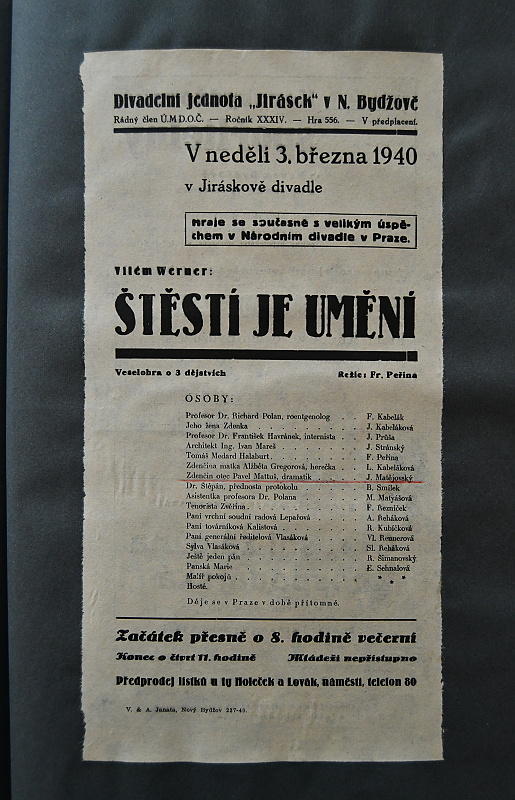 Divadelní jednota „Jirásek" v N. Bydžově
Řádný člen Ú.M.D.O.Č. — Ročník XXXIV. — Hra 556. — V předplacení.
V neděli 3. března 1940
v Jiráskově divadle
Hraje se současně s velikým úspě-
chem v Národním divadle v Praze.
Vilém Werner:
ŠTĚSTÍ JE UMĚNÍ
Veselohra o 3 dějstvích Režie: Fr. Peřina
OSOBY:
Profesor Dr. Richard Polan, roentgenolog . . F. Kabelák
Jeho žena Zdenka . . . . . . . J. Kabeláková
Profesor Dr. František Havránek, internista . . J. Průša
Architekt Ing. Ivan Mareš . . . . . . J. Stránský
Tomáš Medard Halaburt . . . . . . F. Peřina
Zdenčina matka Alžběta Gregorová, herečka . . L. Kabeláková
Zdenčin otec Pavel Mattuš, dramatik . . . J. Matějovský
Dr. Štěpán, přednosta protokolu . . . . B. Smílek
Asistentka profesora Dr. Polana . . . . M. Matyášová
Tenorista Zvěřina . . . . . . . F. Řezníček
Paní vrchní soudní radová Lepařová . . . A. Řeháková
Paní továrníková Kalistová . . . . . R. Kubíčková
Paní generální ředitelová Vlasáková . . . Vl. Rennerová
Sylva Vlasáková . . . . . . . Sl. Řeháková
Ještě jeden pán . . . . . . . R. Šimanovský
Panská Marie . . . . . . . . E. Sehnalová
Malíř pokojů . . . . . . . . * * *
Hosté.
Děje se v Praze v době přítomné.
Začátek přesně o 8. hodině večerní
Konec o čtvrt 11. hodině Mládeži nepřístupno
Předprodej lístků u fy Holeček a Lovák, náměstí, telefon 80
V. & A. Janata, Nový Bydžov 227-40.